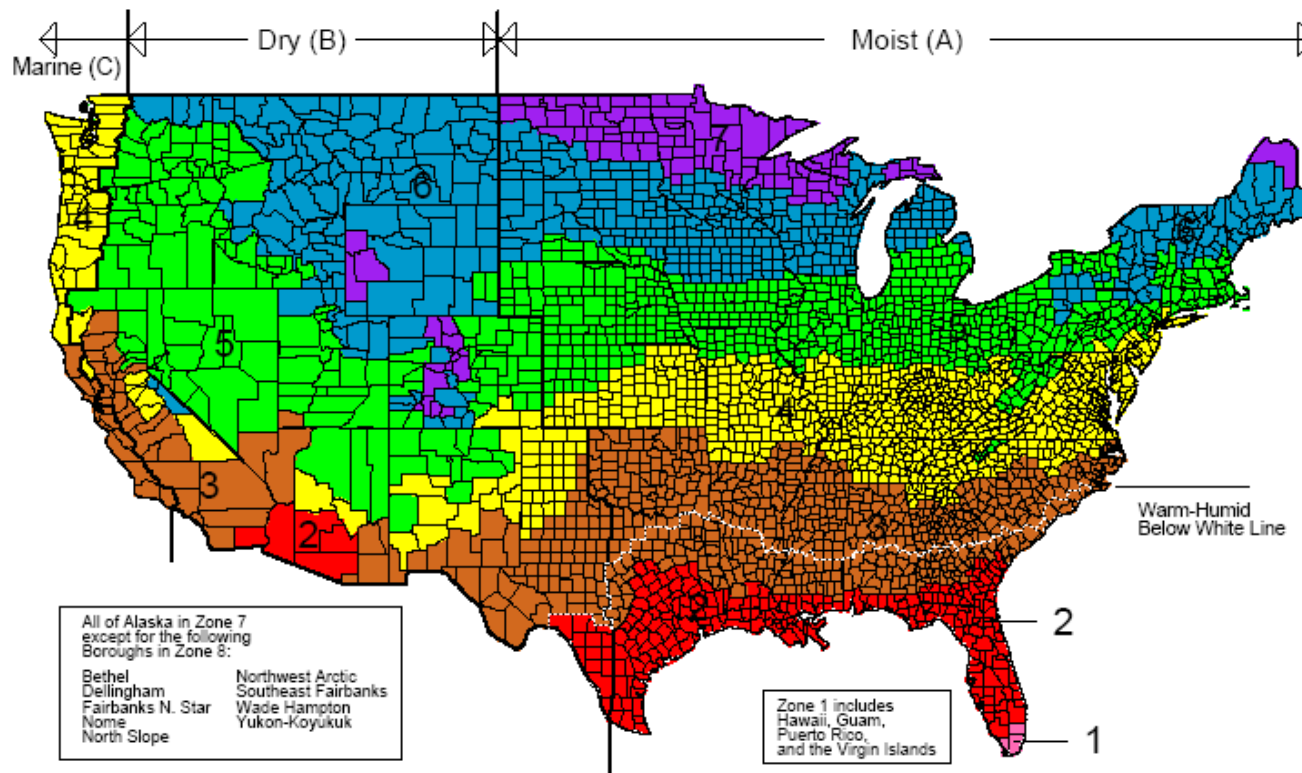 Marine (C)
Dry (B)
Moist (A)
4
4
6
7
6
5
5
4
3
3
2
Warm-Humid
Below White Line
2
1
All of Alaska in Zone 7
except for the following
Boroughs in Zone 8:
Bethel Northwest Arctic
Dellingham Southeast Fairbanks
Fairbanks N. Star Wade Hampton
Nome Yukon-Koyukuk
North Slope
Zone 1 includes
Hawaii, Guam,
Puerto Rico,
and the Virgin Islands